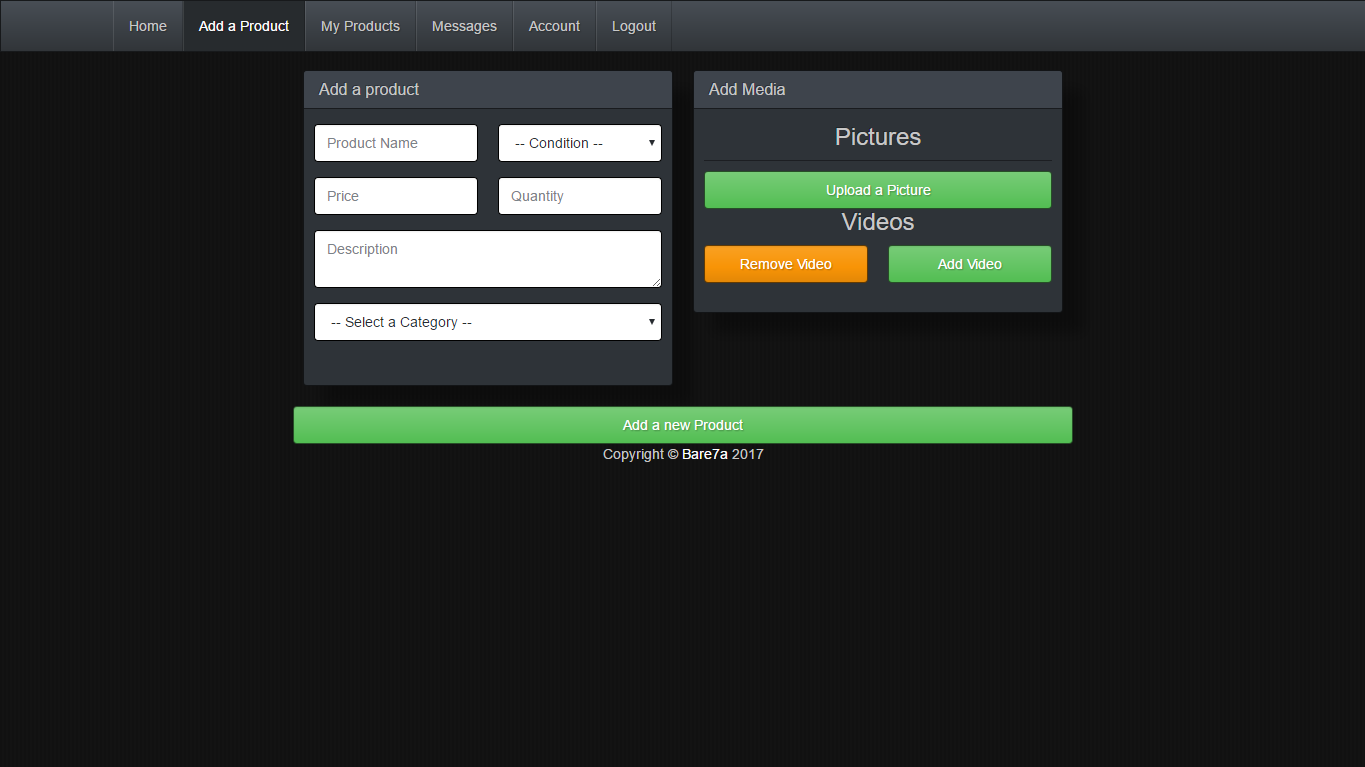 Home Add a Product My Products Messages Account Logout
Add a product
Product Name -- Condition --
Price Quantity
Description
-- Select a Category --
Add Media
Pictures
Upload a Picture
Videos
Remove Video Add Video
Add a new Product
Copyright © Bare7a 2017